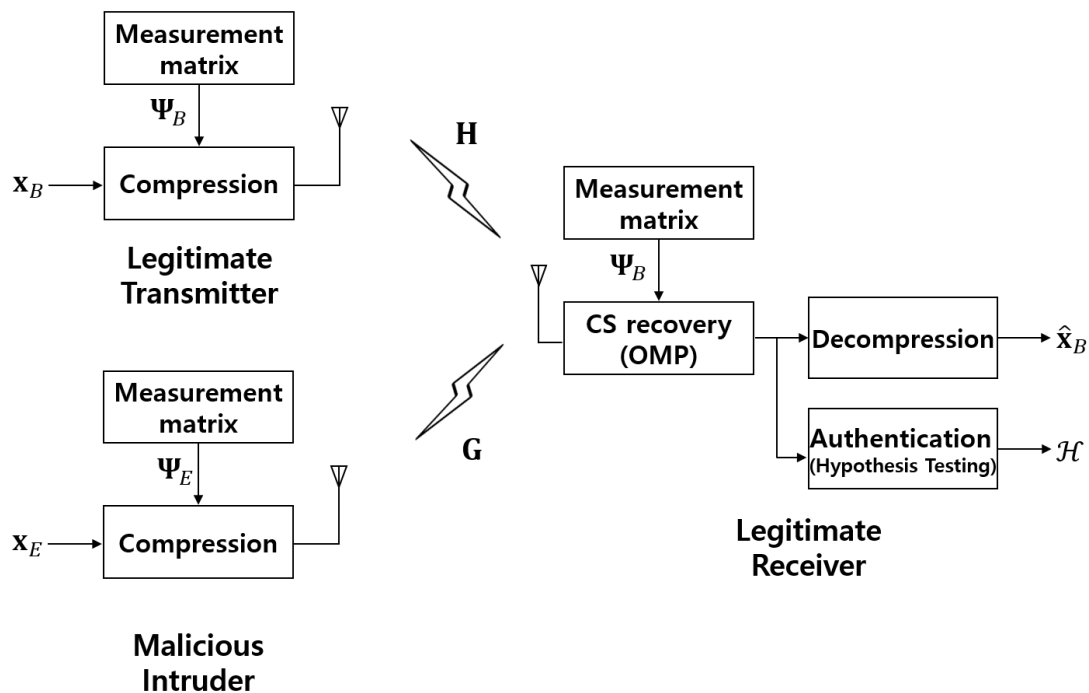 Measurement
matrix
𝚿_B
x_B
Compression
Legitimate
Transmitter
H
Measurement
matrix
𝚿_B
CS recovery
(OMP)
Decompression
x̂_B
Authentication
(Hypothesis Testing)
ℋ
Legitimate
Receiver
G
Measurement
matrix
𝚿_E
x_E
Compression
Malicious
Intruder